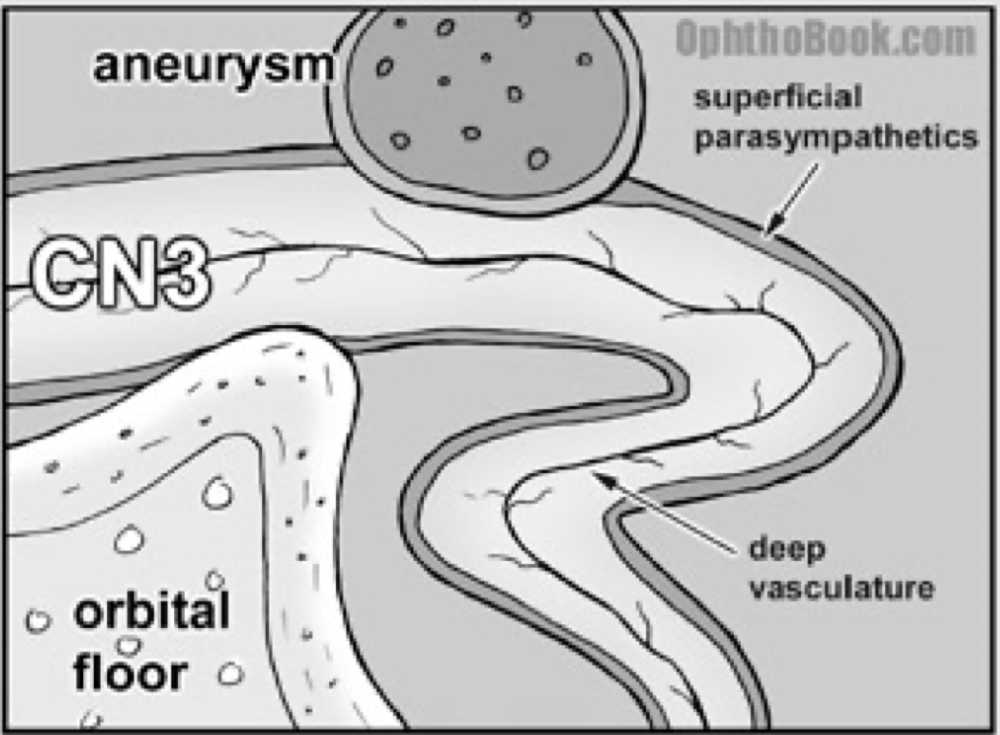 OphthoBook.com
aneurysm
superficial
parasympathetics
CN3
deep
vasculature
orbital
floor